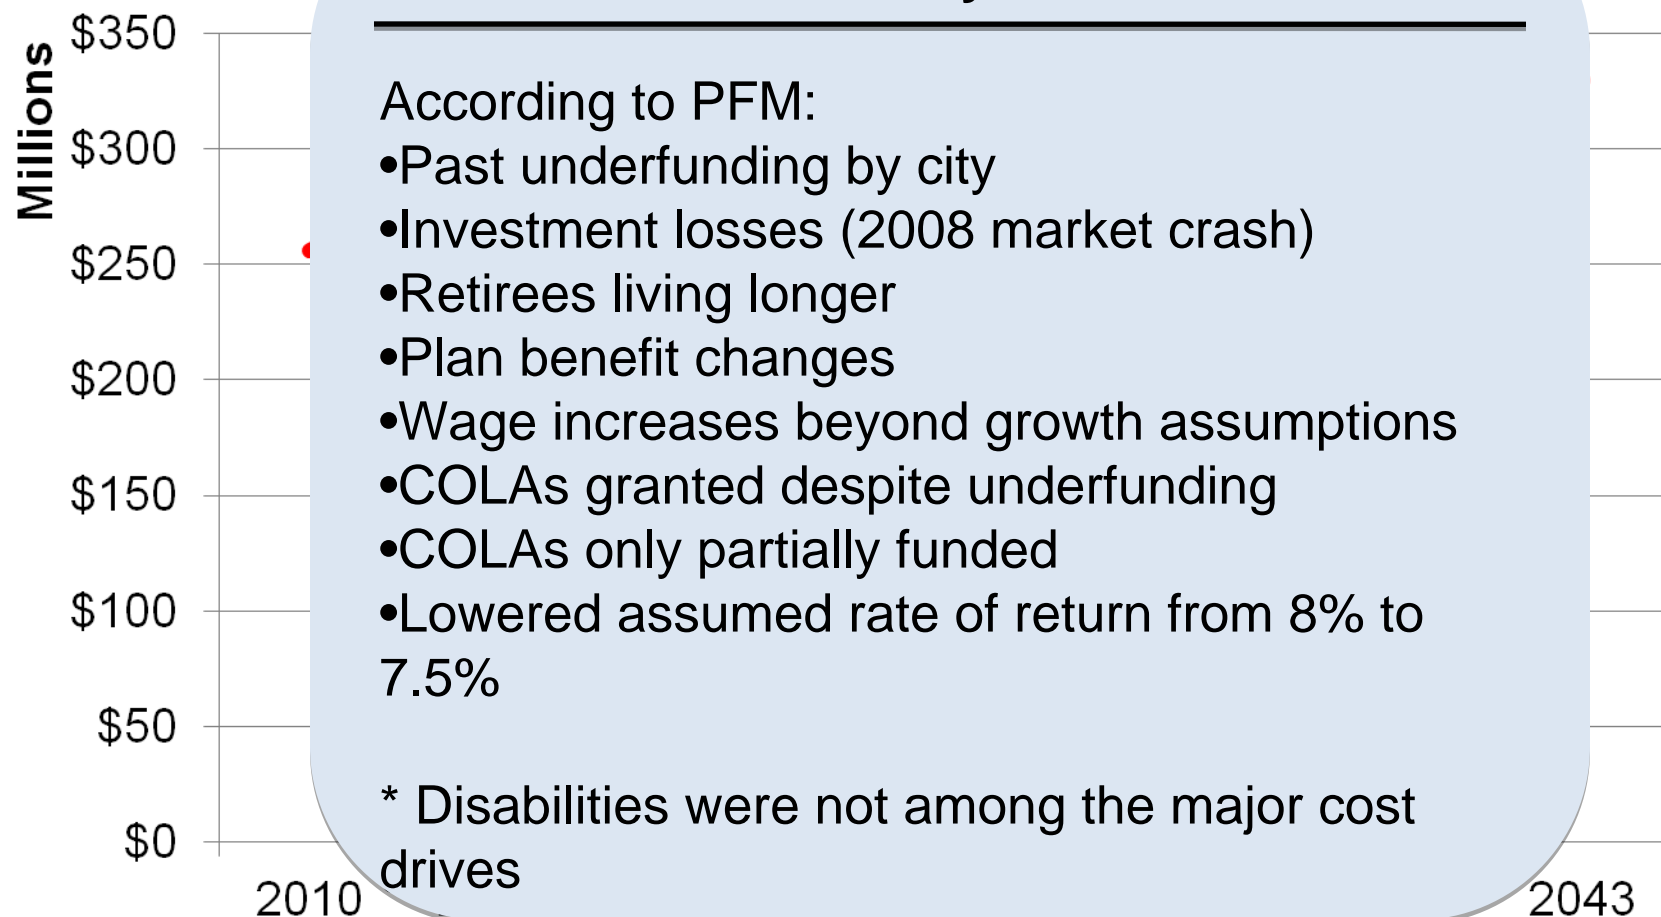 Millions
$350
$300
$250
$200
$150
$100
$50
$0
2010
2043
According to PFM:
•Past underfunding by city
•Investment losses (2008 market crash)
•Retirees living longer
•Plan benefit changes
•Wage increases beyond growth assumptions
•COLAs granted despite underfunding
•COLAs only partially funded
•Lowered assumed rate of return from 8% to
7.5%
* Disabilities were not among the major cost
drives